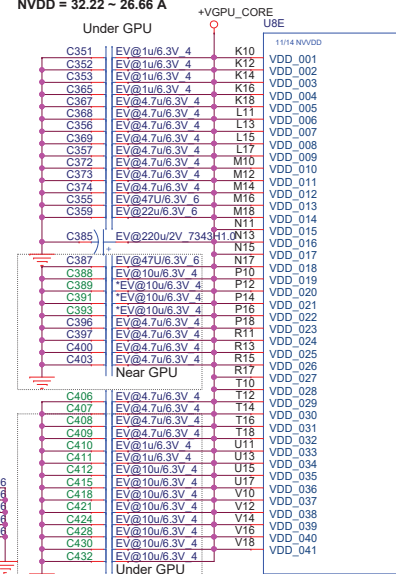 NVDD = 32.22 ~ 26.66 A
+VGPU_CORE
Under GPU
U8E
11/14 NVVDD
C351 EV@1u/6.3V_4 K10 VDD_001
C352 EV@1u/6.3V_4 K12 VDD_002
C353 EV@1u/6.3V_4 K14 VDD_003
C365 EV@1u/6.3V_4 K16 VDD_004
C367 EV@4.7u/6.3V_4 K18 VDD_005
C368 EV@4.7u/6.3V_4 L11 VDD_006
C356 EV@4.7u/6.3V_4 L13 VDD_007
C369 EV@4.7u/6.3V_4 L15 VDD_008
C357 EV@4.7u/6.3V_4 L17 VDD_009
C372 EV@4.7u/6.3V_4 M10 VDD_010
C373 EV@4.7u/6.3V_4 M12 VDD_011
C374 EV@4.7u/6.3V_4 M14 VDD_012
C355 EV@47U/6.3V_6 M16 VDD_013
C359 EV@22u/6.3V_6 M18 VDD_014
N11 VDD_015
C385 + EV@220u/2V_7343H1.0 N13 VDD_016
N15 VDD_017
C387 EV@47U/6.3V_6 N17 VDD_018
C388 EV@10u/6.3V_4 P10 VDD_019
C389 *EV@10u/6.3V_4 P12 VDD_020
C391 *EV@10u/6.3V_4 P14 VDD_021
C393 *EV@10u/6.3V_4 P16 VDD_022
C396 EV@4.7u/6.3V_4 P18 VDD_023
C397 EV@4.7u/6.3V_4 R11 VDD_024
C400 EV@4.7u/6.3V_4 R13 VDD_025
C403 EV@4.7u/6.3V_4 R15 VDD_026
Near GPU R17 VDD_027
T10 VDD_028
C406 EV@4.7u/6.3V_4 T12 VDD_029
C407 EV@4.7u/6.3V_4 T14 VDD_030
C408 EV@4.7u/6.3V_4 T16 VDD_031
C409 EV@4.7u/6.3V_4 T18 VDD_032
C410 EV@1u/6.3V_4 U11 VDD_033
C411 EV@1u/6.3V_4 U13 VDD_034
C412 EV@10u/6.3V_4 U15 VDD_035
C415 EV@10u/6.3V_4 U17 VDD_036
C418 EV@10u/6.3V_4 V10 VDD_037
C421 EV@10u/6.3V_4 V12 VDD_038
C424 EV@10u/6.3V_4 V14 VDD_039
C428 EV@10u/6.3V_4 V16 VDD_040
C430 EV@10u/6.3V_4 V18 VDD_041
C432 EV@10u/6.3V_4
Under GPU